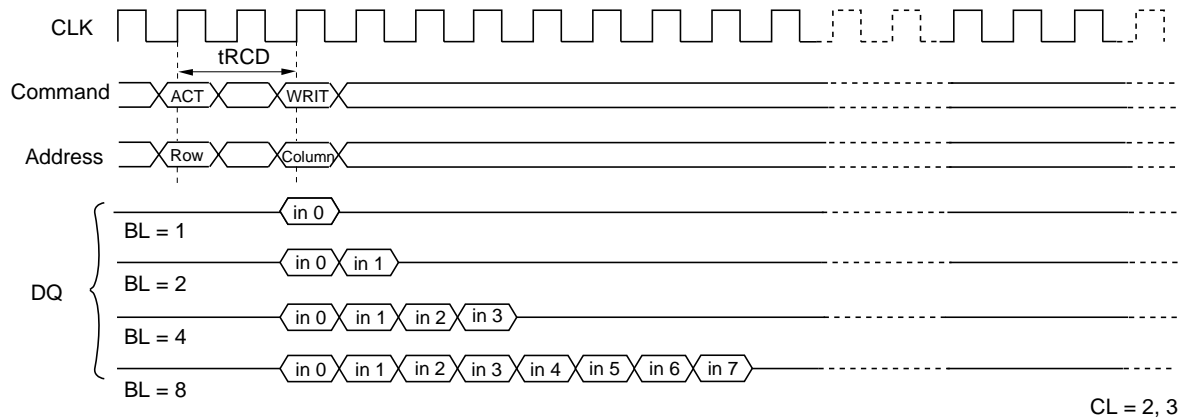 CLK
tRCD
Command ACT WRIT
Address Row Column
DQ
in 0
BL = 1
in 0 in 1
BL = 2
in 0 in 1 in 2 in 3
BL = 4
in 0 in 1 in 2 in 3 in 4 in 5 in 6 in 7
BL = 8
CL = 2, 3